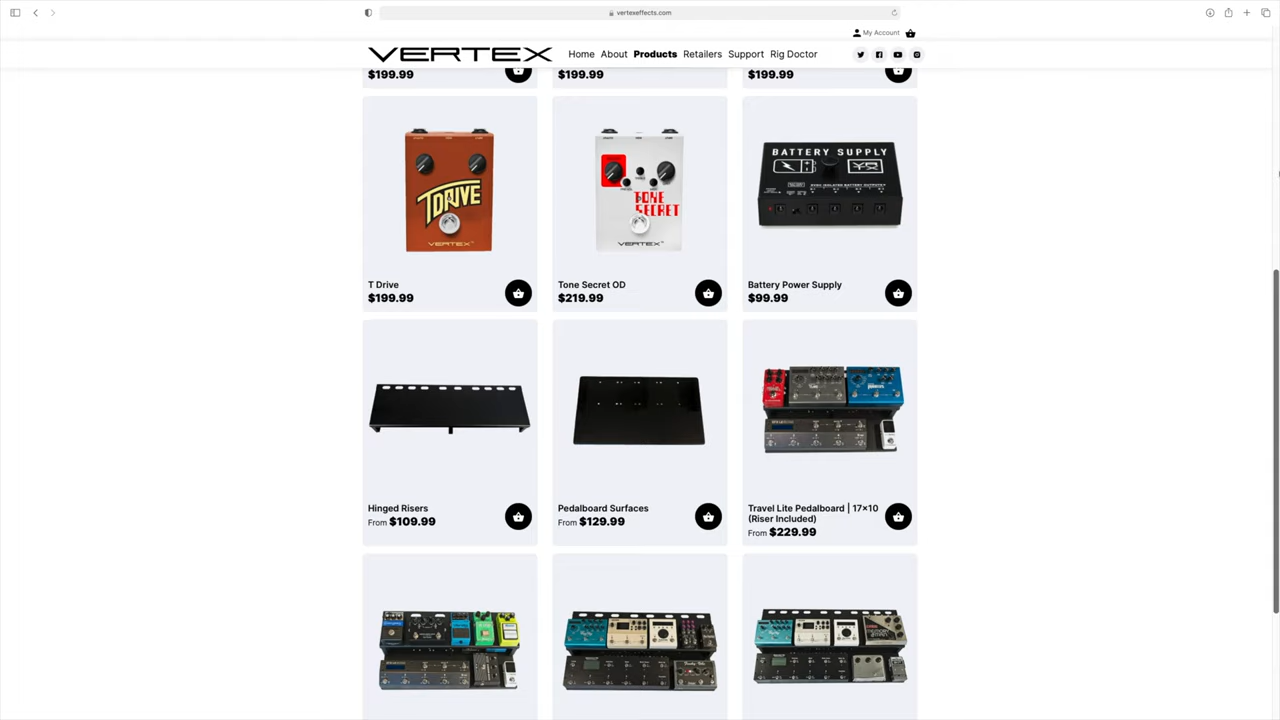 vertexeffects.com
My Account
VERTEX
Home About Products Retailers Support Rig Doctor
$199.99 $199.99 $199.99
T DRIVE
VERTEX
TONE
SECRET
VERTEX
BATTERY SUPPLY
T Drive
$199.99
Tone Secret OD
$219.99
Battery Power Supply
$99.99
Hinged Risers
From $109.99
Pedalboard Surfaces
From $129.99
Travel Lite Pedalboard | 17×10
(Riser Included)
From $229.99